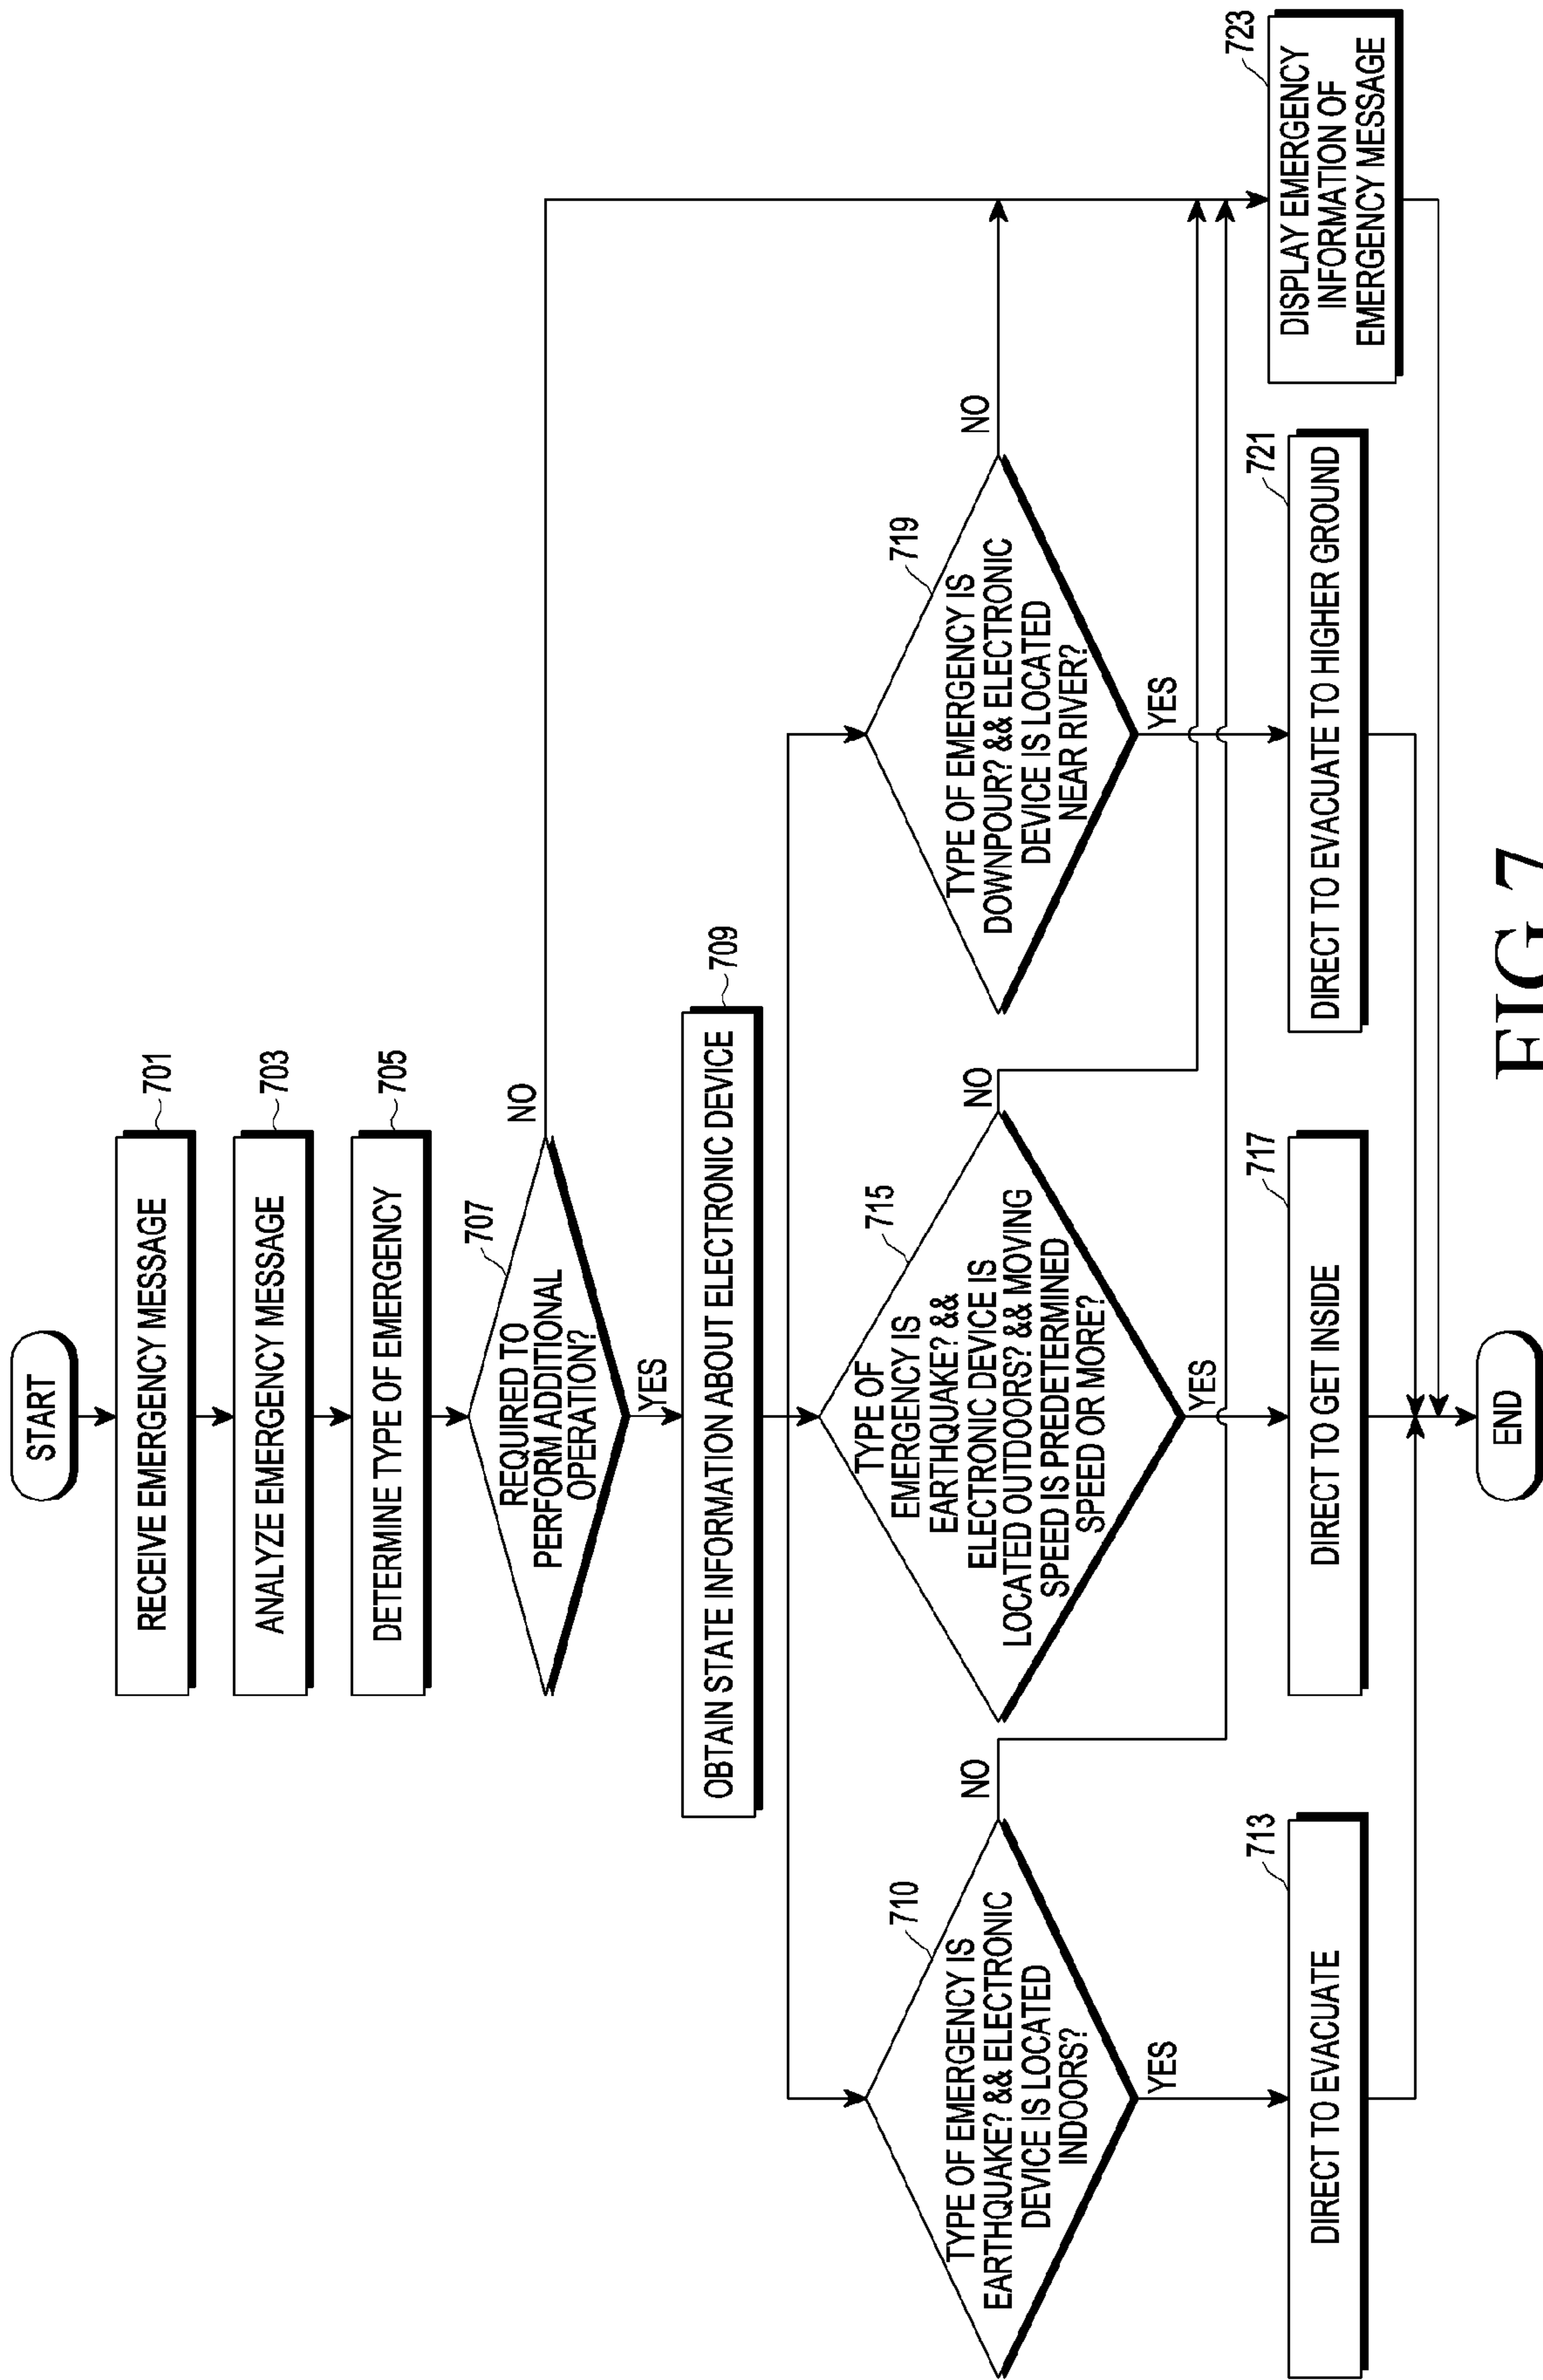 START
701
RECEIVE EMERGENCY MESSAGE
703
ANALYZE EMERGENCY MESSAGE
705
DETERMINE TYPE OF EMERGENCY
707
REQUIRED TO
PERFORM ADDITIONAL
OPERATION?
NO
YES
709
OBTAIN STATE INFORMATION ABOUT ELECTRONIC DEVICE
710
TYPE OF EMERGENCY IS
EARTHQUAKE? && ELECTRONIC
DEVICE IS LOCATED
INDOORS?
NO
YES
715
TYPE OF
EMERGENCY IS
EARTHQUAKE? &&
ELECTRONIC DEVICE IS
LOCATED OUTDOORS? && MOVING
SPEED IS PREDETERMINED
SPEED OR MORE?
NO
YES
719
TYPE OF EMERGENCY IS
DOWNPOUR? && ELECTRONIC
DEVICE IS LOCATED
NEAR RIVER?
NO
YES
713
DIRECT TO EVACUATE
717
DIRECT TO GET INSIDE
721
DIRECT TO EVACUATE TO HIGHER GROUND
723
DISPLAY EMERGENCY
INFORMATION OF
EMERGENCY MESSAGE
END
FIG.7